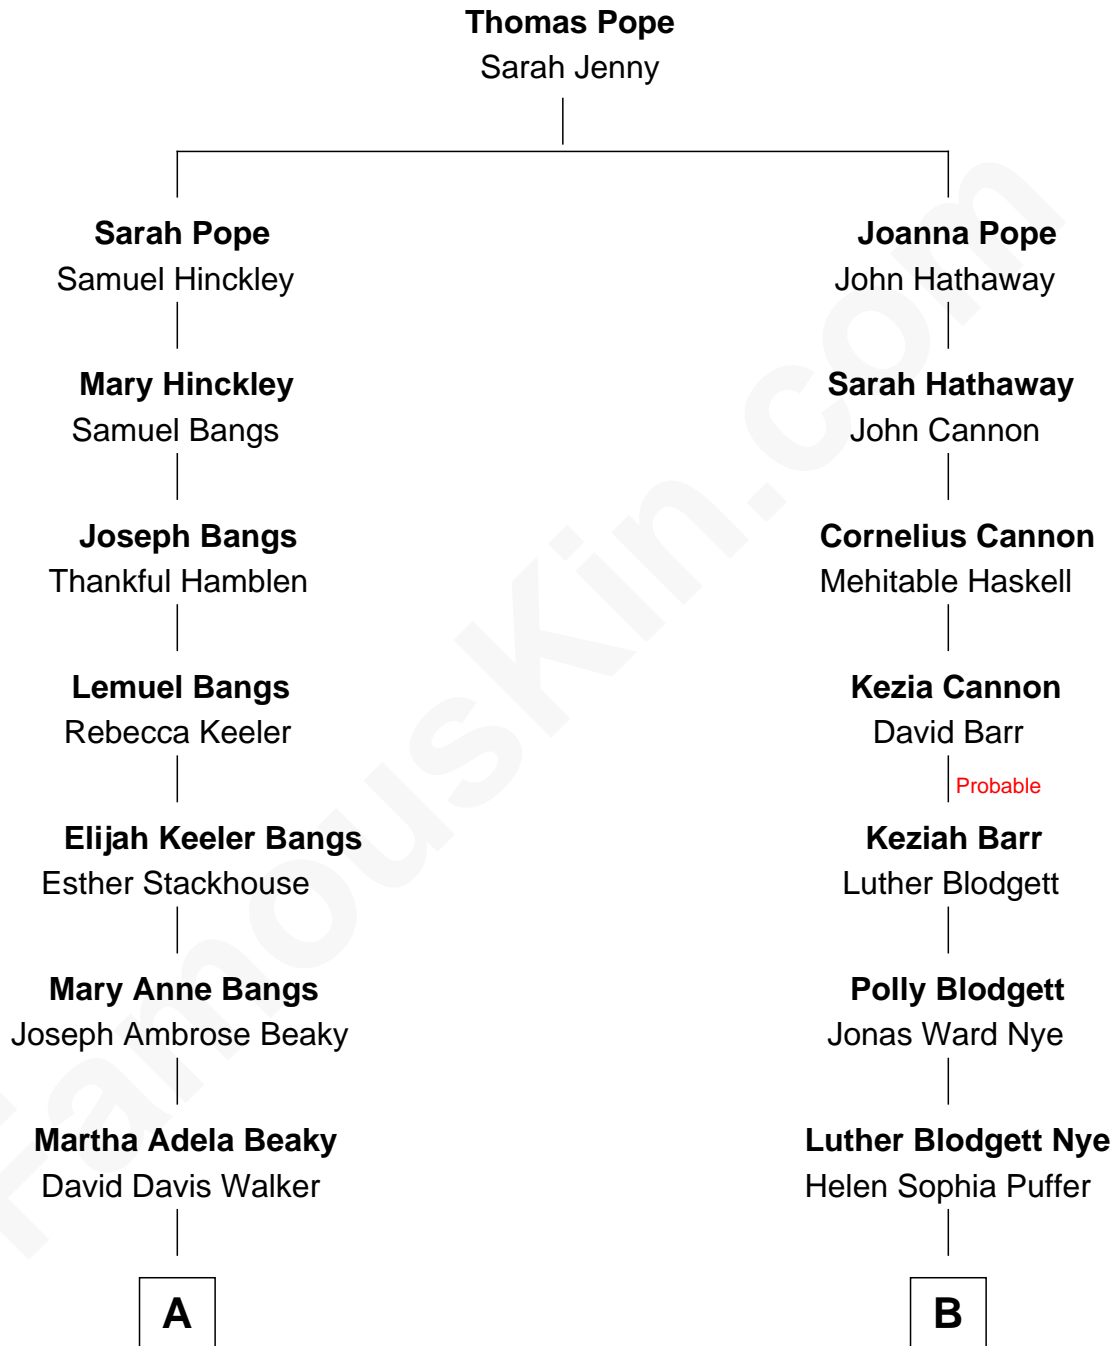 Thomas Pope
Sarah Jenny
Sarah Pope
Samuel Hinckley
Joanna Pope
John Hathaway
Mary Hinckley
Samuel Bangs
Sarah Hathaway
John Cannon
Joseph Bangs
Thankful Hamblen
Cornelius Cannon
Mehitable Haskell
Lemuel Bangs
Rebecca Keeler
Kezia Cannon
David Barr
Probable
Elijah Keeler Bangs
Esther Stackhouse
Keziah Barr
Luther Blodgett
Mary Anne Bangs
Joseph Ambrose Beaky
Polly Blodgett
Jonas Ward Nye
Martha Adela Beaky
David Davis Walker
Luther Blodgett Nye
Helen Sophia Puffer
A
B
FamousKin.com